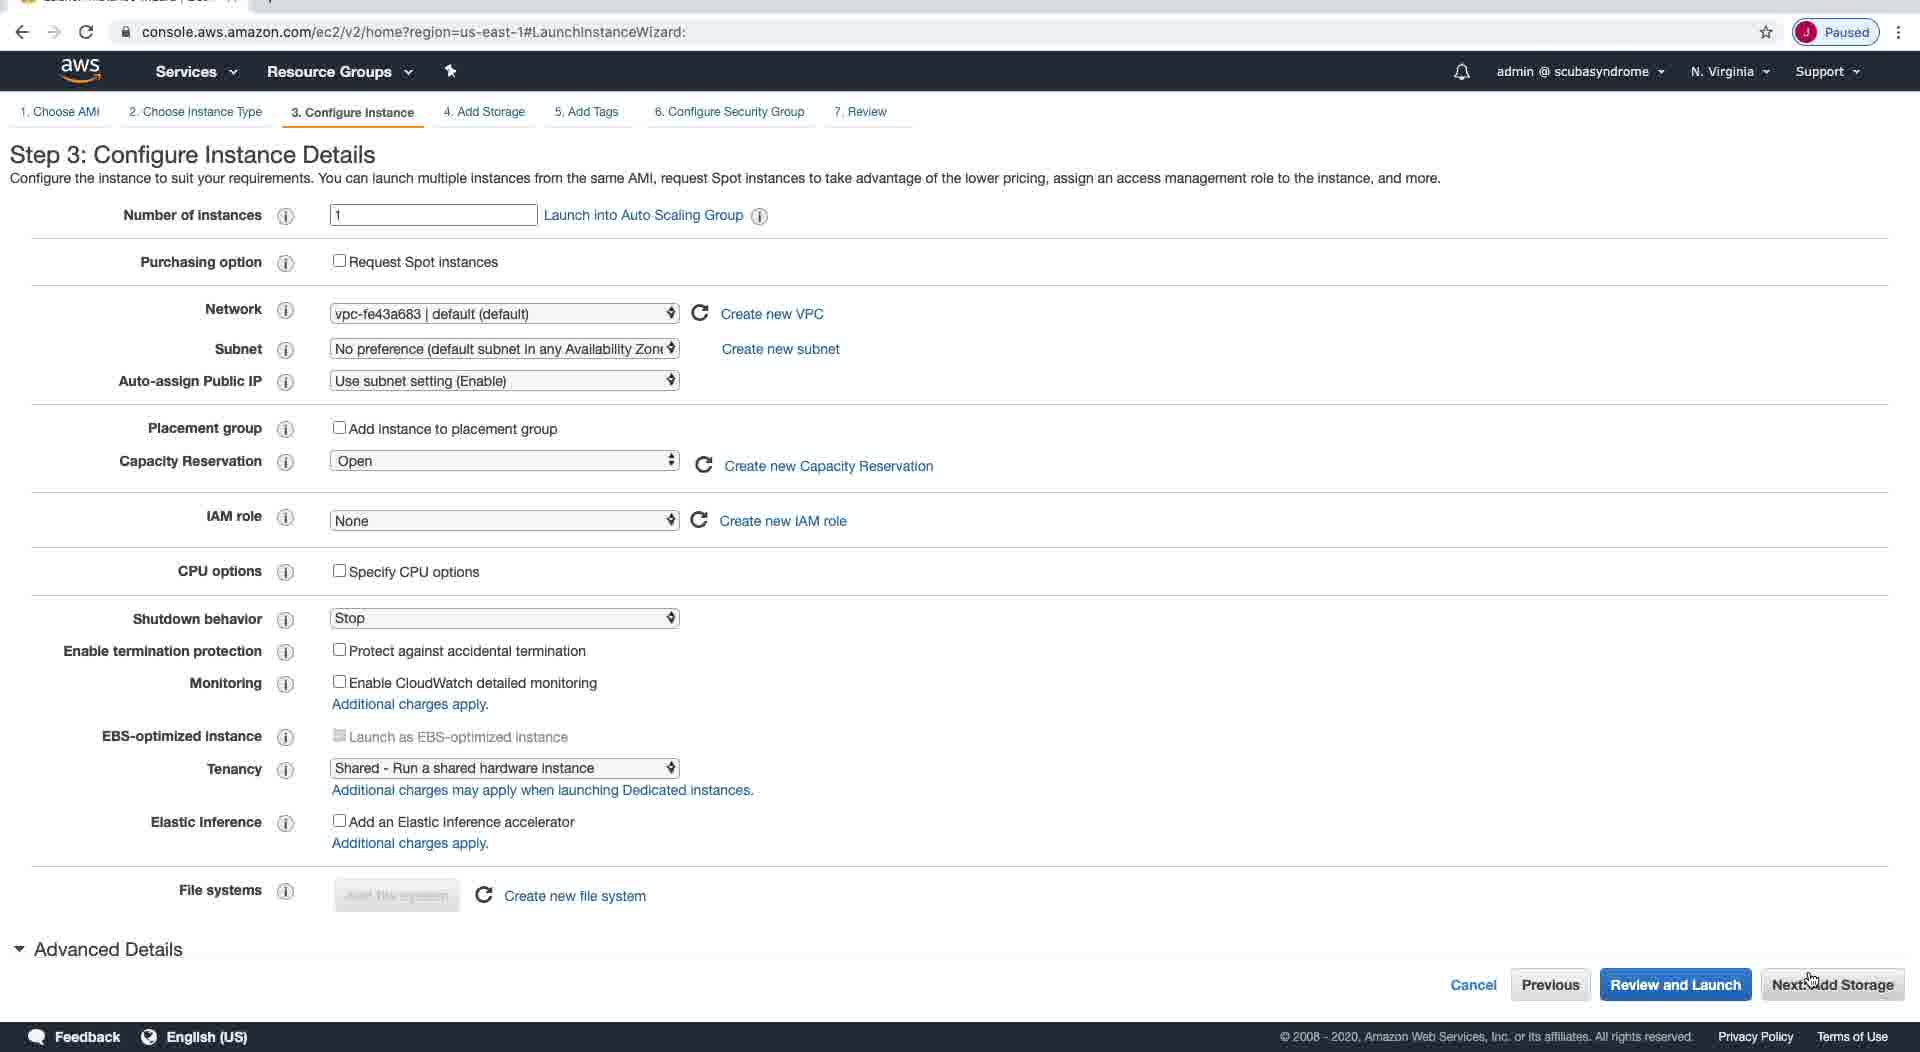 console.aws.amazon.com/ec2/v2/home?region=us-east-1#LaunchInstanceWizard:
J Paused
aws Services Resource Groups admin @ scubasyndrome N. Virginia Support
1. Choose AMI 2. Choose Instance Type 3. Configure Instance 4. Add Storage 5. Add Tags 6. Configure Security Group 7. Review
Step 3: Configure Instance Details
Configure the instance to suit your requirements. You can launch multiple instances from the same AMI, request Spot instances to take advantage of the lower pricing, assign an access management role to the instance, and more.
Number of instances i 1 Launch into Auto Scaling Group i
Purchasing option i Request Spot instances
Network i vpc-fe43a683 | default (default) Create new VPC
Subnet i No preference (default subnet in any Availability Zone Create new subnet
Auto-assign Public IP i Use subnet setting (Enable)
Placement group i Add instance to placement group
Capacity Reservation i Open Create new Capacity Reservation
IAM role i None Create new IAM role
CPU options i Specify CPU options
Shutdown behavior i Stop
Enable termination protection i Protect against accidental termination
Monitoring i Enable CloudWatch detailed monitoring
Additional charges apply.
EBS-optimized instance i Launch as EBS-optimized instance
Tenancy i Shared - Run a shared hardware instance
Additional charges may apply when launching Dedicated instances.
Elastic Inference i Add an Elastic Inference accelerator
Additional charges apply.
File systems i Add file system Create new file system
Advanced Details
Cancel Previous Review and Launch Next: Add Storage
Feedback English (US) © 2008 - 2020, Amazon Web Services, Inc. or its affiliates. All rights reserved. Privacy Policy Terms of Use